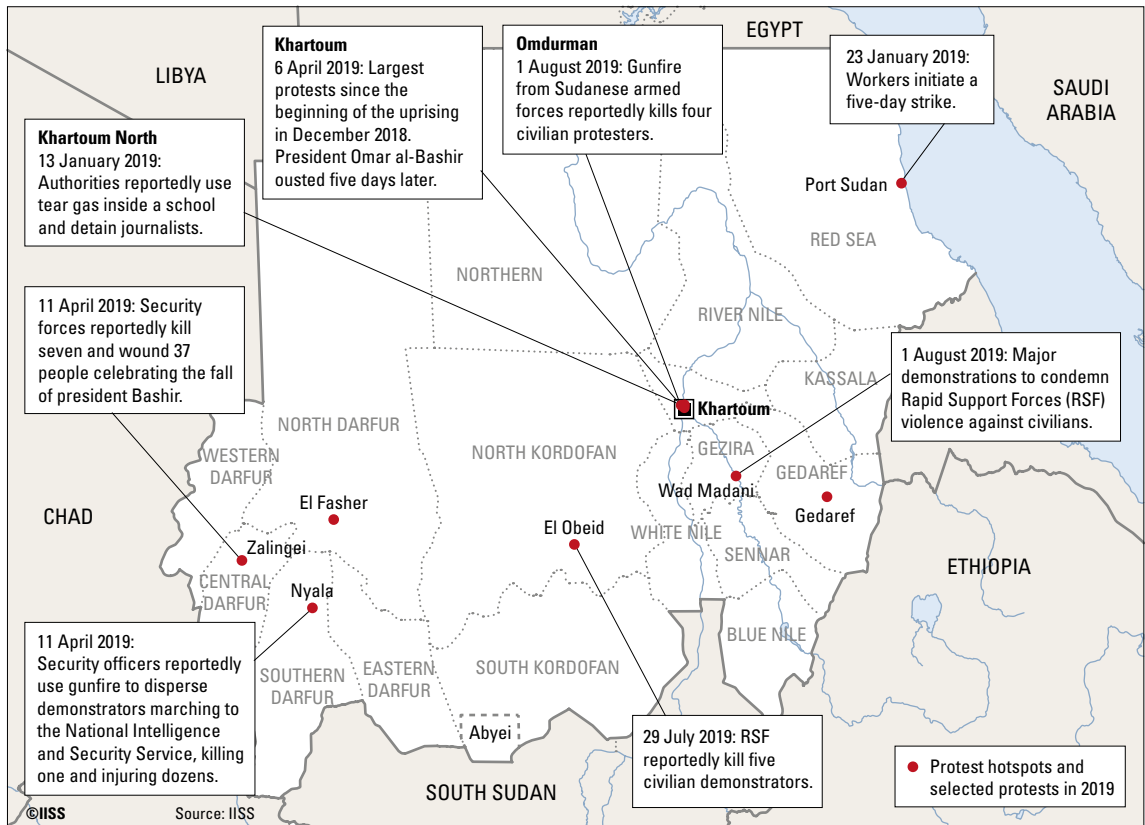 EGYPT
LIBYA
SAUDI
ARABIA
Khartoum North
13 January 2019:
Authorities reportedly use
tear gas inside a school
and detain journalists.
Khartoum
6 April 2019: Largest
protests since the
beginning of the uprising
in December 2018.
President Omar al-Bashir
ousted five days later.
Omdurman
1 August 2019: Gunfire
from Sudanese armed
forces reportedly kills four
civilian protesters.
23 January 2019:
Workers initiate a
five-day strike.
Port Sudan
RED SEA
NORTHERN
RIVER NILE
11 April 2019: Security
forces reportedly kill
seven and wound 37
people celebrating the fall
of president Bashir.
1 August 2019: Major
demonstrations to condemn
Rapid Support Forces (RSF)
violence against civilians.
KASSALA
Khartoum
NORTH DARFUR
NORTH KORDOFAN
GEZIRA
WESTERN
DARFUR
GEDAREF
Wad Madani
Gedaref
CHAD
El Fasher
El Obeid
WHITE NILE
SENNAR
Zalingei
CENTRAL
DARFUR
Nyala
ETHIOPIA
BLUE NILE
11 April 2019:
Security officers reportedly
use gunfire to disperse
demonstrators marching to
the National Intelligence
and Security Service, killing
one and injuring dozens.
SOUTHERN
DARFUR
EASTERN
DARFUR
SOUTH KORDOFAN
Abyei
29 July 2019: RSF
reportedly kill five
civilian demonstrators.
SOUTH SUDAN
Protest hotspots and
selected protests in 2019
©IISS
Source: IISS